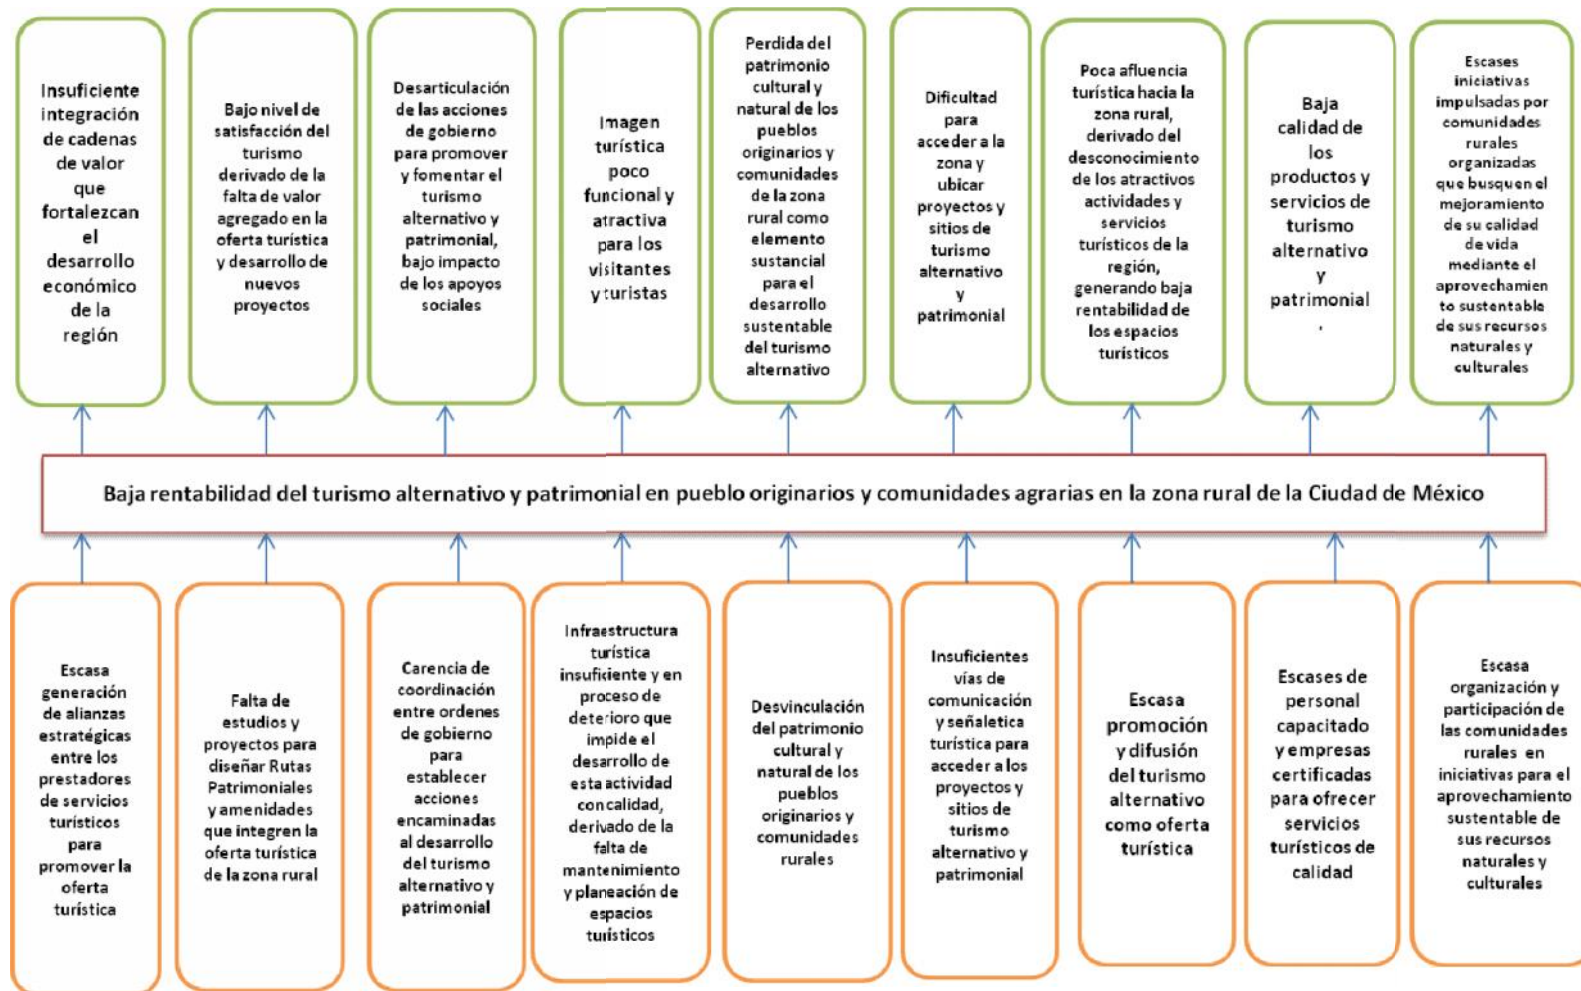 Insuficiente
integración
de cadenas
de valor
que
fortalezcan
el
desarrollo
económico
de la
región
Bajo nivel de
satisfacción del
turismo
derivado de la
falta de valor
agregado en la
oferta turística
y desarrollo de
nuevos
proyectos
Desarticulación
de las acciones
de gobierno
para promover
y fomentar el
turismo
alternativo y
patrimonial,
bajo impacto
de los apoyos
sociales
Imagen
turística
poco
funcional y
atractiva
para los
visitantes
y turistas
Perdida del
patrimonio
cultural y
natural de los
pueblos
originarios y
comunidades
de la zona
rural como
elemento
sustancial
para el
desarrollo
sustentable
del turismo
alternativo
Dificultad
para
acceder a la
zona y
ubicar
proyectos y
sitios de
turismo
alternativo
y
patrimonial
Poca afluencia
turística hacia la
zona rural,
derivado del
desconocimiento
de los atractivos
actividades y
servicios
turísticos de la
región,
generando baja
rentabilidad de
los espacios
turísticos
Baja
calidad de
los
productos y
servicios de
turismo
alternativo
y
patrimonial
.
Escases
iniciativas
impulsadas por
comunidades
rurales
organizadas
que busquen el
mejoramiento
de su calidad
de vida
mediante el
aprovechamien
to sustentable
de sus recursos
naturales y
culturales
Baja rentabilidad del turismo alternativo y patrimonial en pueblo originarios y comunidades agrarias en la zona rural de la Ciudad de México
Escasa
generación
de alianzas
estratégicas
entre los
prestadores
de servicios
turísticos
para
promover la
oferta
turística
Falta de
estudios y
proyectos para
diseñar Rutas
Patrimoniales
y amenidades
que integren la
oferta turística
de la zona rural
Carencia de
coordinación
entre ordenes
de gobierno
para
establecer
acciones
encaminadas
al desarrollo
del turismo
alternativo y
patrimonial
Infraestructura
turística
insuficiente y en
proceso de
deterioro que
impide el
desarrollo de
esta actividad
con calidad,
derivado de la
falta de
mantenimiento
y planeación de
espacios
turísticos
Desvinculación
del patrimonio
cultural y
natural de los
pueblos
originarios y
comunidades
rurales
Insuficientes
vías de
comunicación
y señaletica
turística para
acceder a los
proyectos y
sitios de
turismo
alternativo y
patrimonial
Escasa
promoción
y difusión
del turismo
alternativo
como oferta
turística
Escases de
personal
capacitado
y empresas
certificadas
para ofrecer
servicios
turísticos de
calidad
Escasa
organización y
participación de
las comunidades
rurales en
iniciativas para el
aprovechamiento
sustentable de
sus recursos
naturales y
culturales